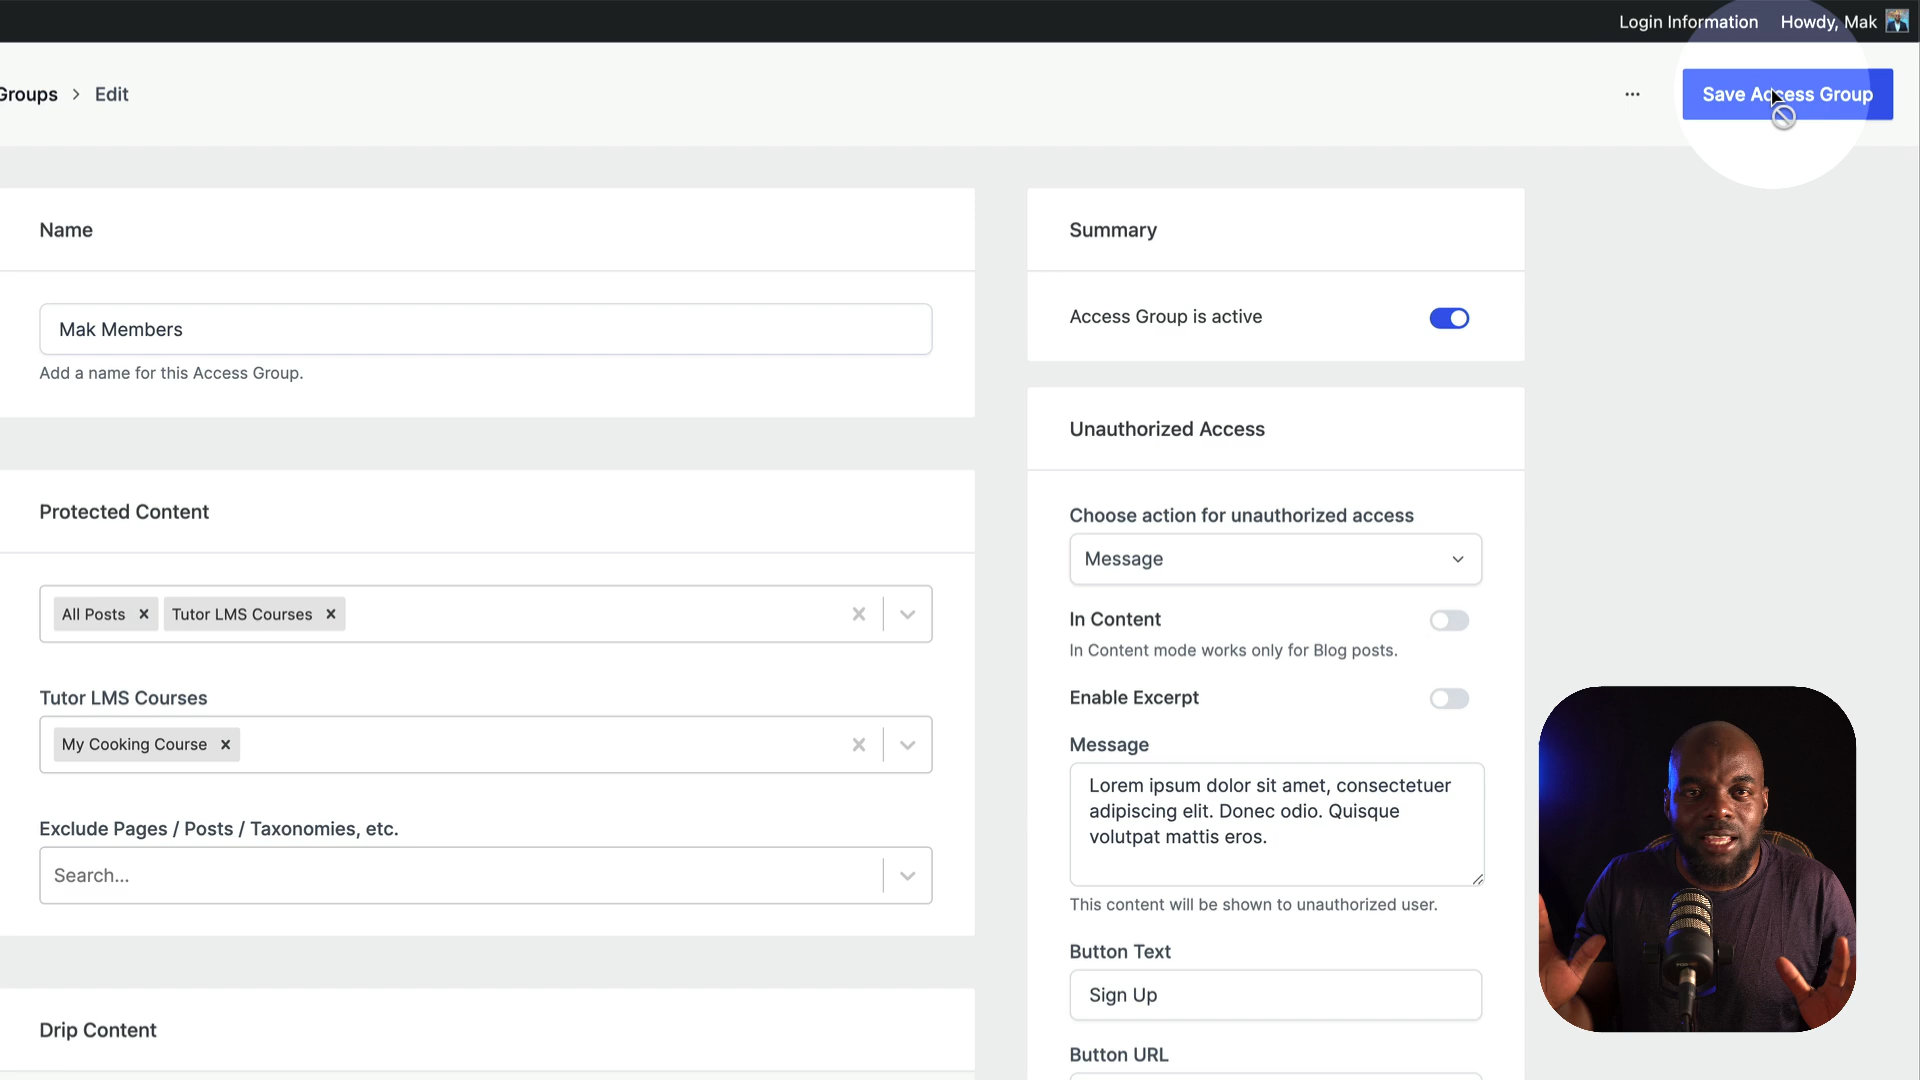 Login Information
Howdy, Mak
Groups > Edit
...
Save Access Group
Name
Mak Members
Add a name for this Access Group.
Protected Content
All Posts
Tutor LMS Courses
Tutor LMS Courses
My Cooking Course
Exclude Pages / Posts / Taxonomies, etc.
Search...
Drip Content
Summary
Access Group is active
Unauthorized Access
Choose action for unauthorized access
Message
In Content
In Content mode works only for Blog posts.
Enable Excerpt
Message
Lorem ipsum dolor sit amet, consectetuer
adipiscing elit. Donec odio. Quisque
volutpat mattis eros.
This content will be shown to unauthorized user.
Button Text
Sign Up
Button URL